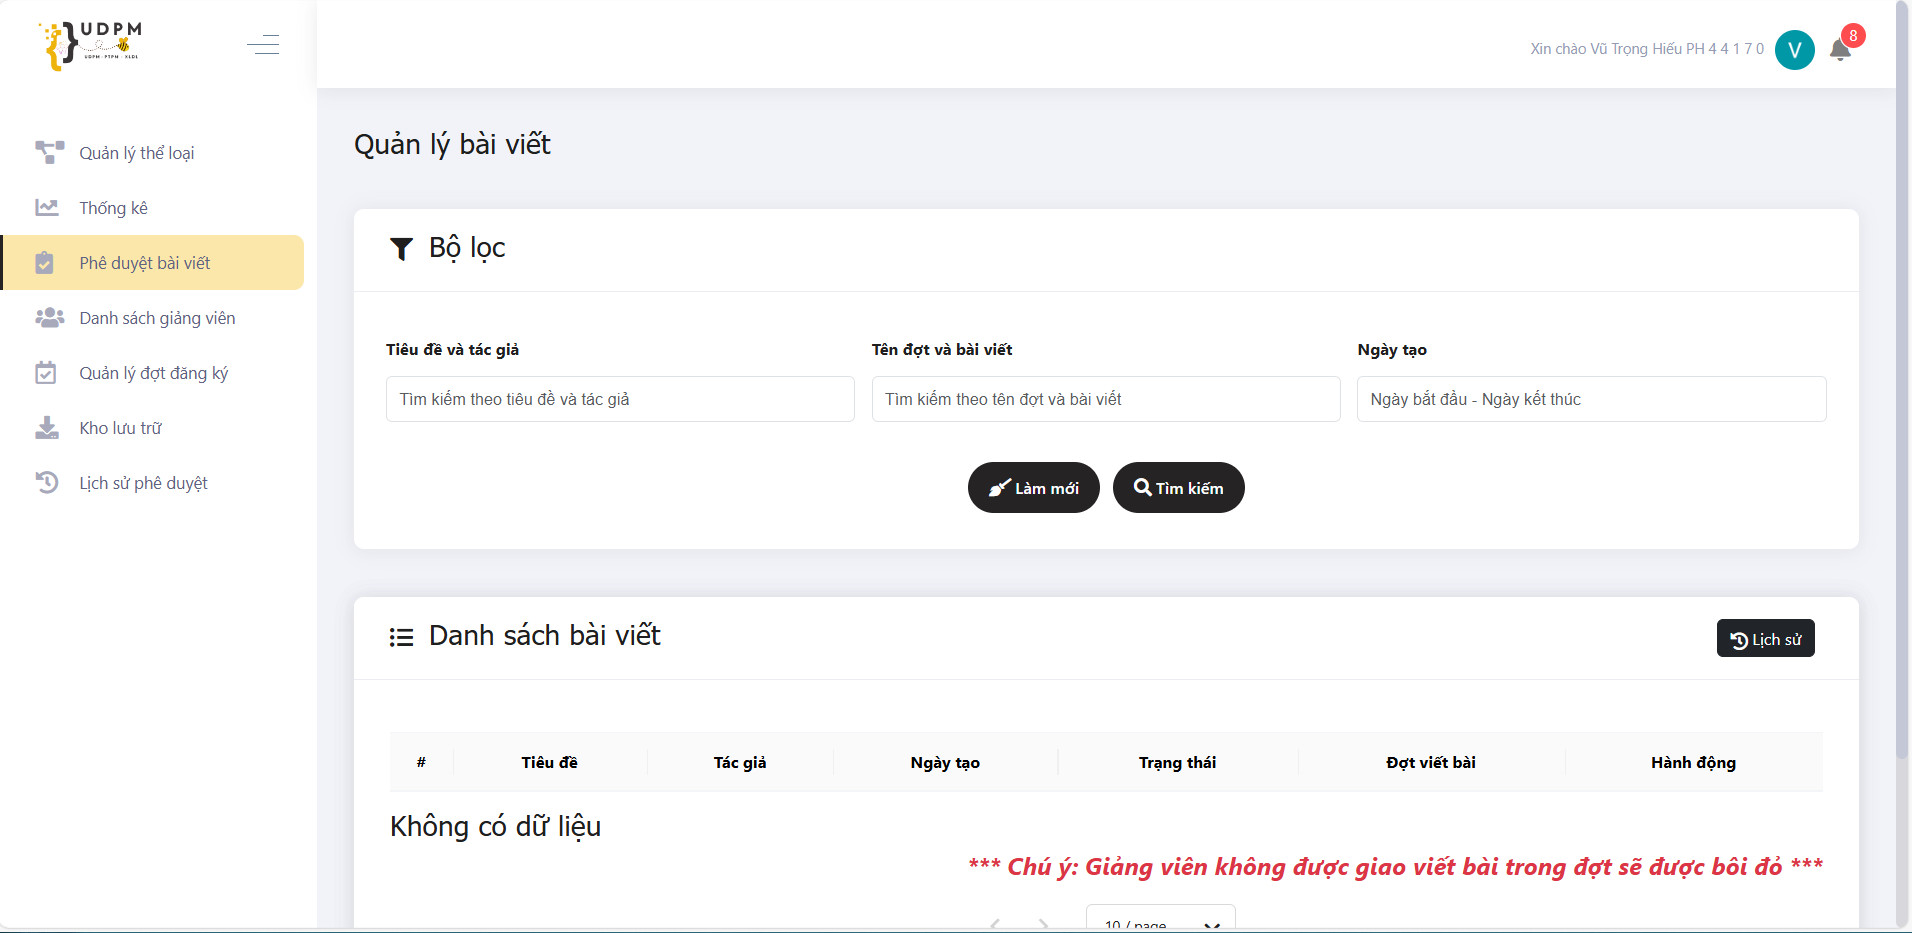 UDPM
UDPM - PTPM - XLDL
Xin chào Vũ Trọng Hiếu PH 4 4 1 7 0
V
8
Quản lý thể loại
Thống kê
Phê duyệt bài viết
Danh sách giảng viên
Quản lý đợt đăng ký
Kho lưu trữ
Lịch sử phê duyệt
Quản lý bài viết
Bộ lọc
Tiêu đề và tác giả
Tên đợt và bài viết
Ngày tạo
Tìm kiếm theo tiêu đề và tác giả
Tìm kiếm theo tên đợt và bài viết
Ngày bắt đầu - Ngày kết thúc
Làm mới
Tìm kiếm
Danh sách bài viết
Lịch sử
# Tiêu đề Tác giả Ngày tạo Trạng thái Đợt viết bài Hành động
Không có dữ liệu
*** Chú ý: Giảng viên không được giao viết bài trong đợt sẽ được bôi đỏ ***
10 / page